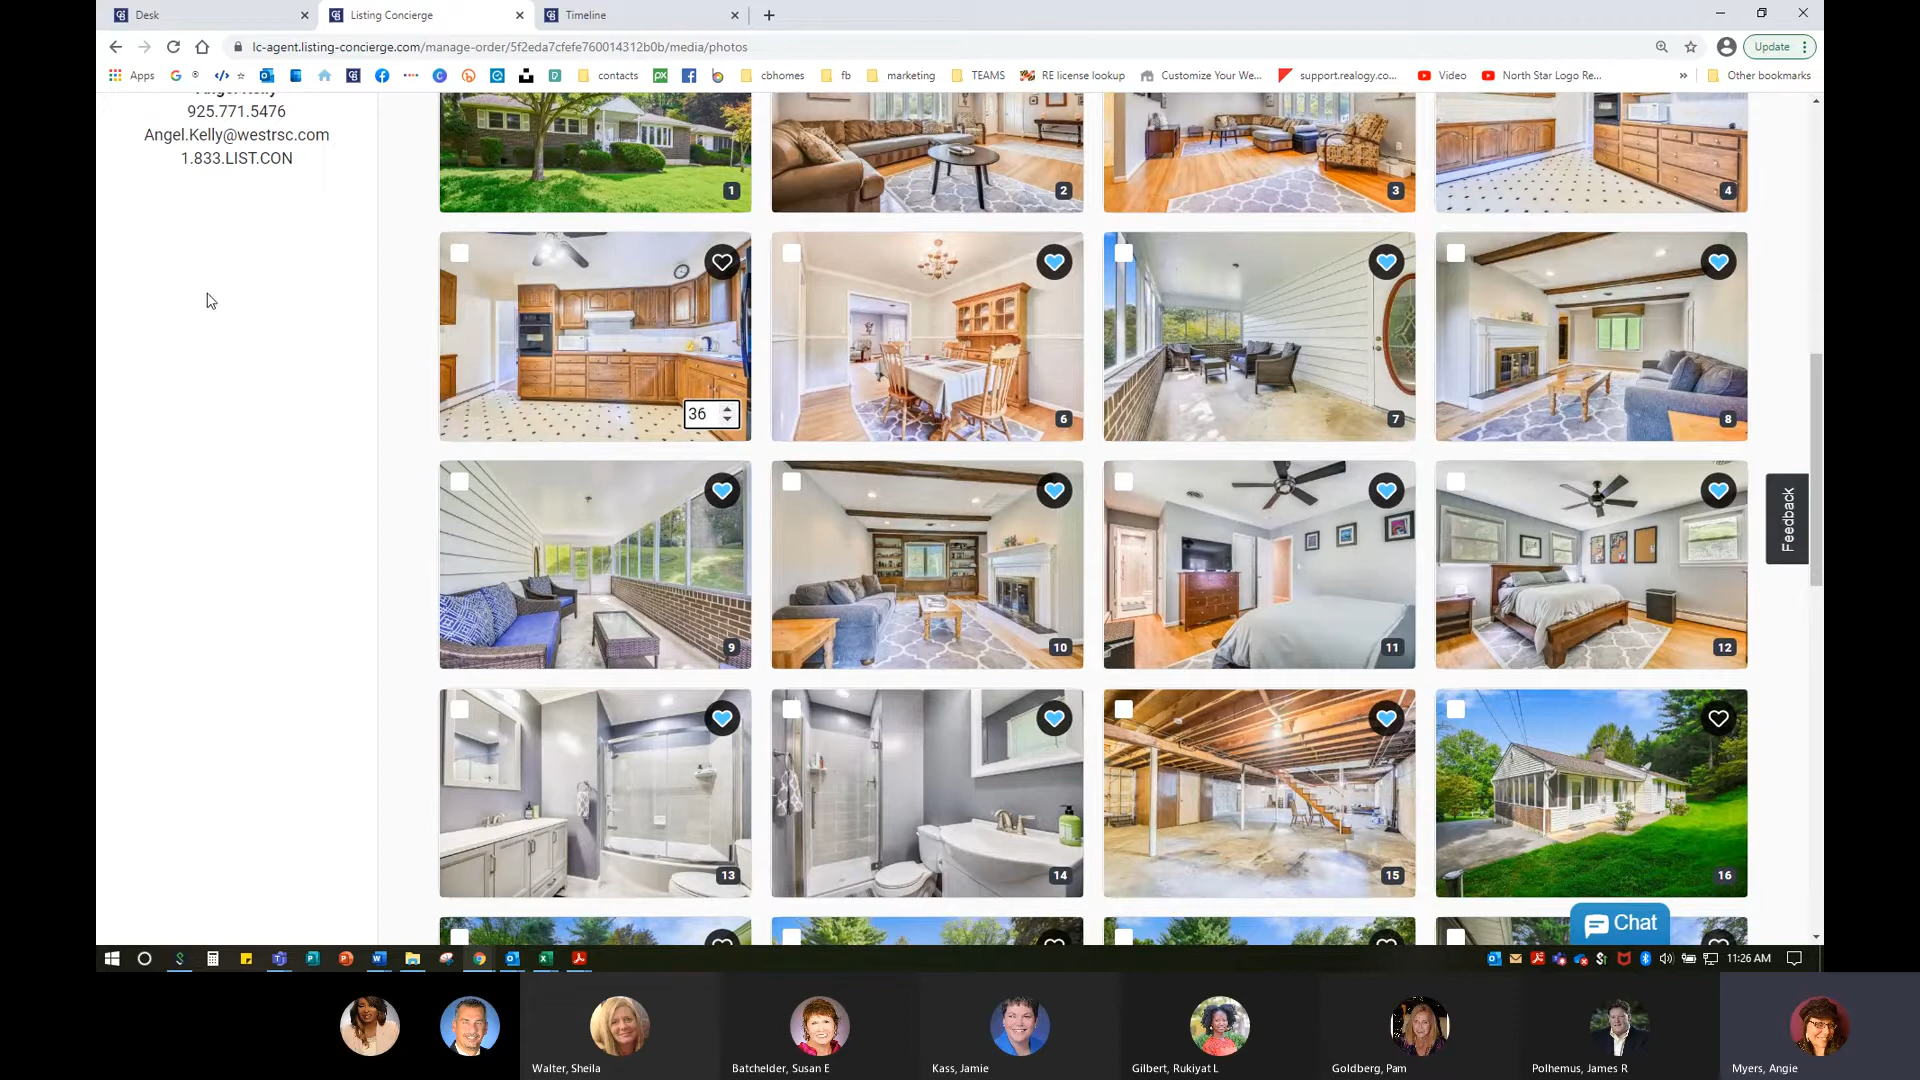 Desk
Listing Concierge
Timeline
lc-agent.listing-concierge.com/manage-order/5f2eda7cfefe760014312b0b/media/photos
Update
Apps
contacts
cbhomes
fb
marketing
TEAMS
RE license lookup
Customize Your We...
support.realogy.co...
Video
North Star Logo Re...
»
Other bookmarks
Angel Kelly
925.771.5476
Angel.Kelly@westrsc.com
1.833.LIST.CON
1
2
3
4
36
6
7
8
9
10
11
12
13
14
15
16
Feedback
Chat
11:26 AM
Walter, Sheila
Batchelder, Susan E
Kass, Jamie
Gilbert, Rukiyat L
Goldberg, Pam
Polhemus, James R
Myers, Angie